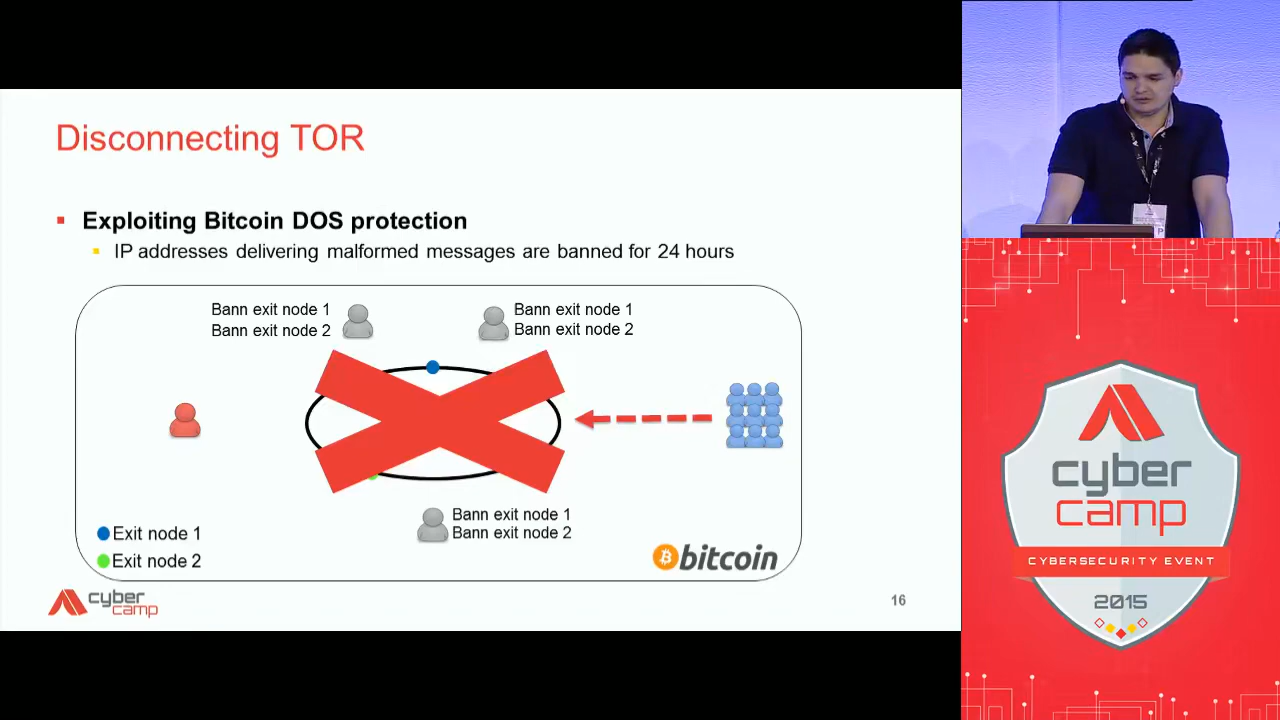 Disconnecting TOR
Exploiting Bitcoin DOS protection
IP addresses delivering malformed messages are banned for 24 hours
Bann exit node 1
Bann exit node 2
Bann exit node 1
Bann exit node 2
Bann exit node 1
Bann exit node 2
Exit node 1
Exit node 2
bitcoin
cyber
camp
16
cyber
camp
CYBERSECURITY EVENT
2015